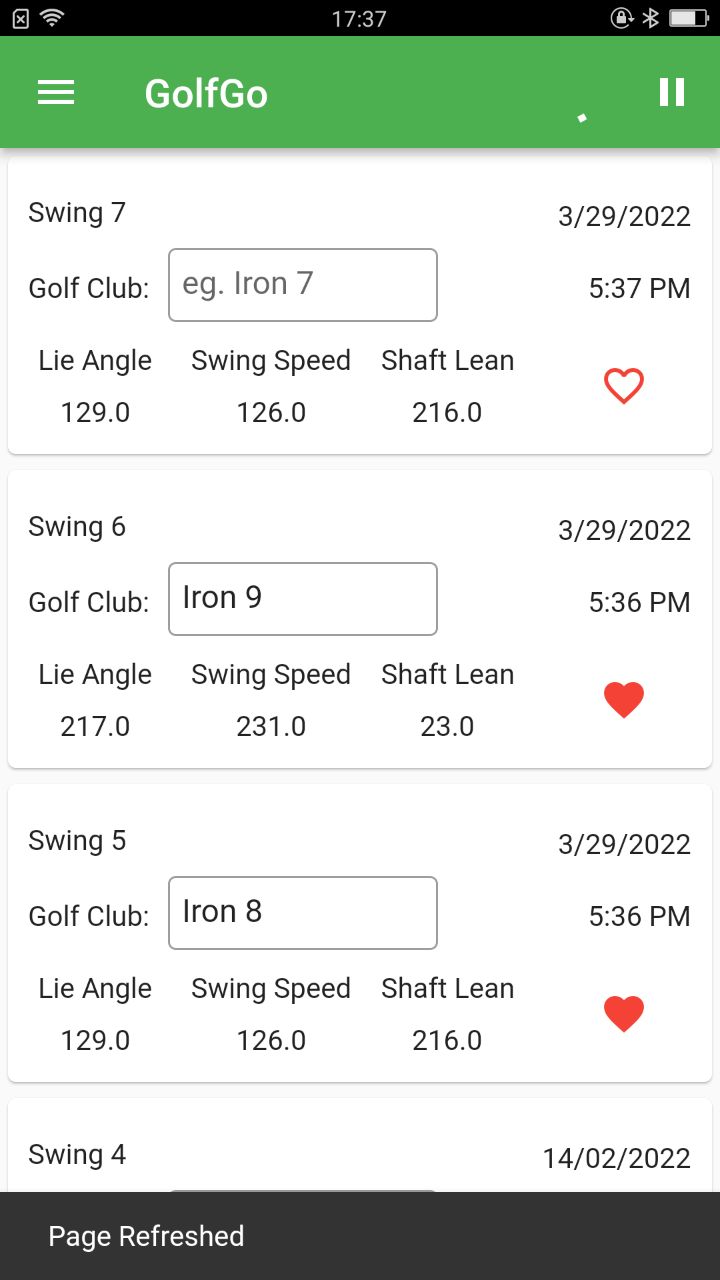 17:37
GolfGo
Swing 7 3/29/2022
Golf Club: eg. Iron 7 5:37 PM
Lie Angle Swing Speed Shaft Lean
129.0 126.0 216.0
Swing 6 3/29/2022
Golf Club: Iron 9 5:36 PM
Lie Angle Swing Speed Shaft Lean
217.0 231.0 23.0
Swing 5 3/29/2022
Golf Club: Iron 8 5:36 PM
Lie Angle Swing Speed Shaft Lean
129.0 126.0 216.0
Swing 4 14/02/2022
Page Refreshed